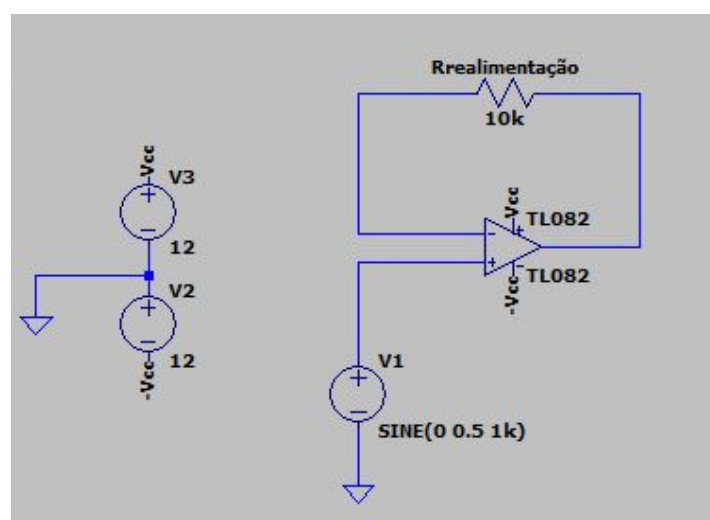 Vcc
V3
12
V2
12
-Vcc
Rrealimentação
10k
Vcc
TL082
TL082
-Vcc
V1
SINE(0 0.5 1k)